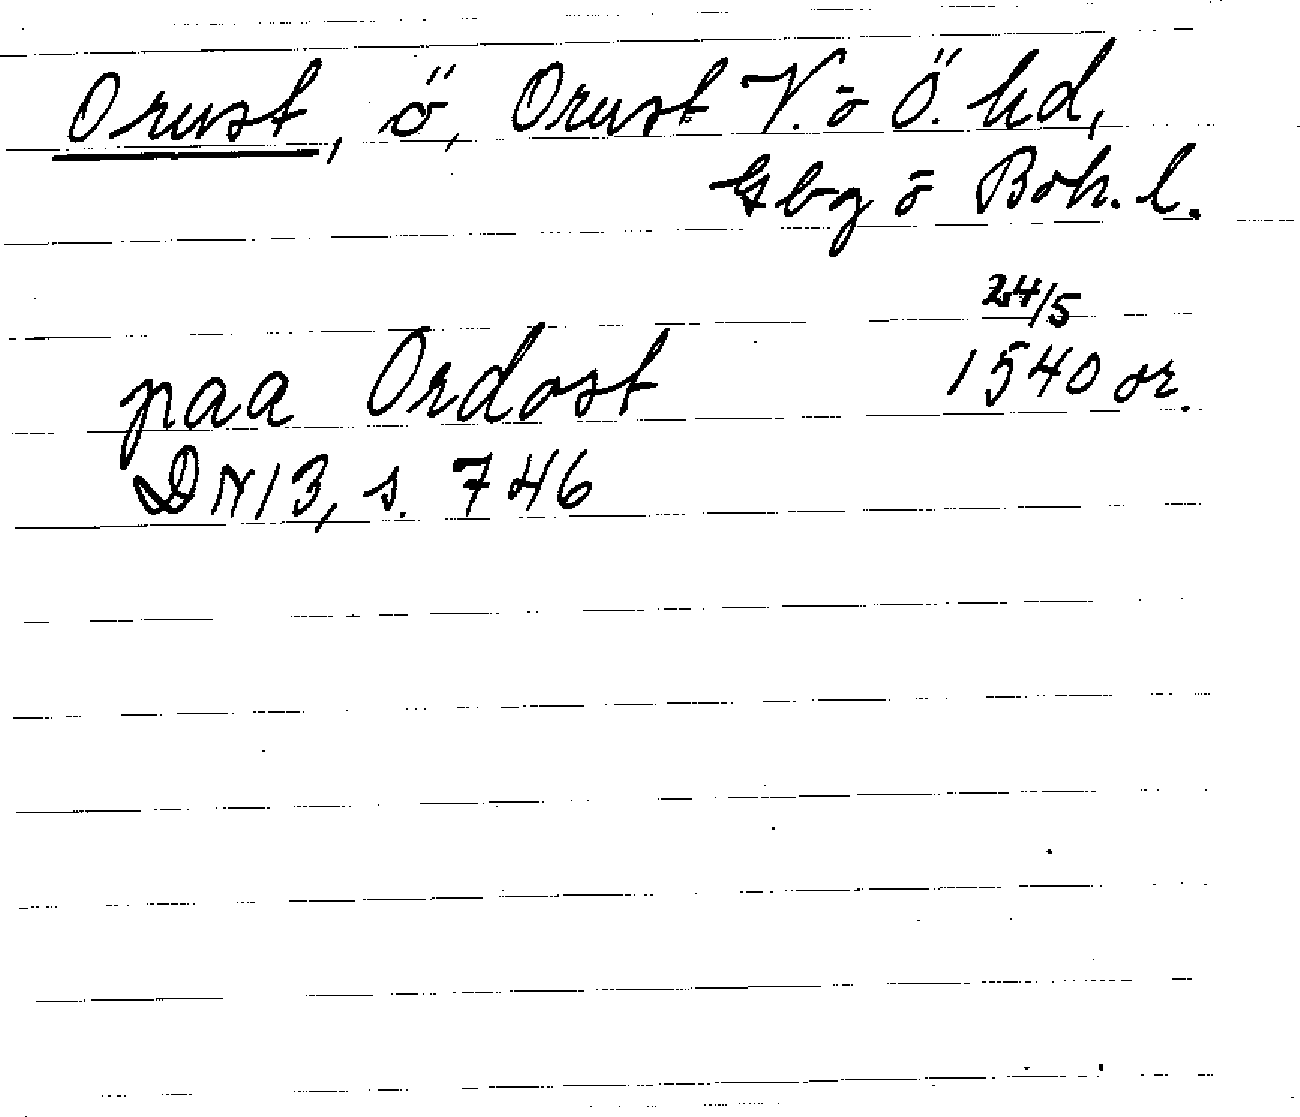 Orust, ö, Orust V. o Ö. hd,
Gbg o Boh. l.
24/5
paa Ordost 1540 or.
DN 13, s. 746